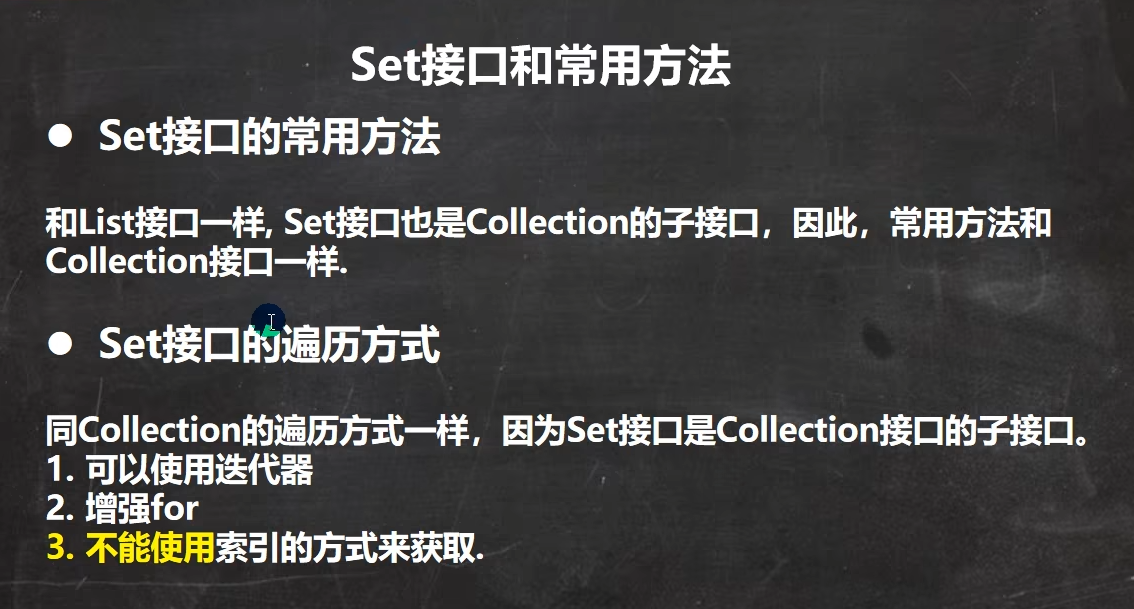 Set接口和常用方法
● Set接口的常用方法
和List接口一样, Set接口也是Collection的子接口，因此，常用方法和
Collection接口一样.
● Set接口的遍历方式
同Collection的遍历方式一样，因为Set接口是Collection接口的子接口。
1. 可以使用迭代器
2. 增强for
3. 不能使用索引的方式来获取.